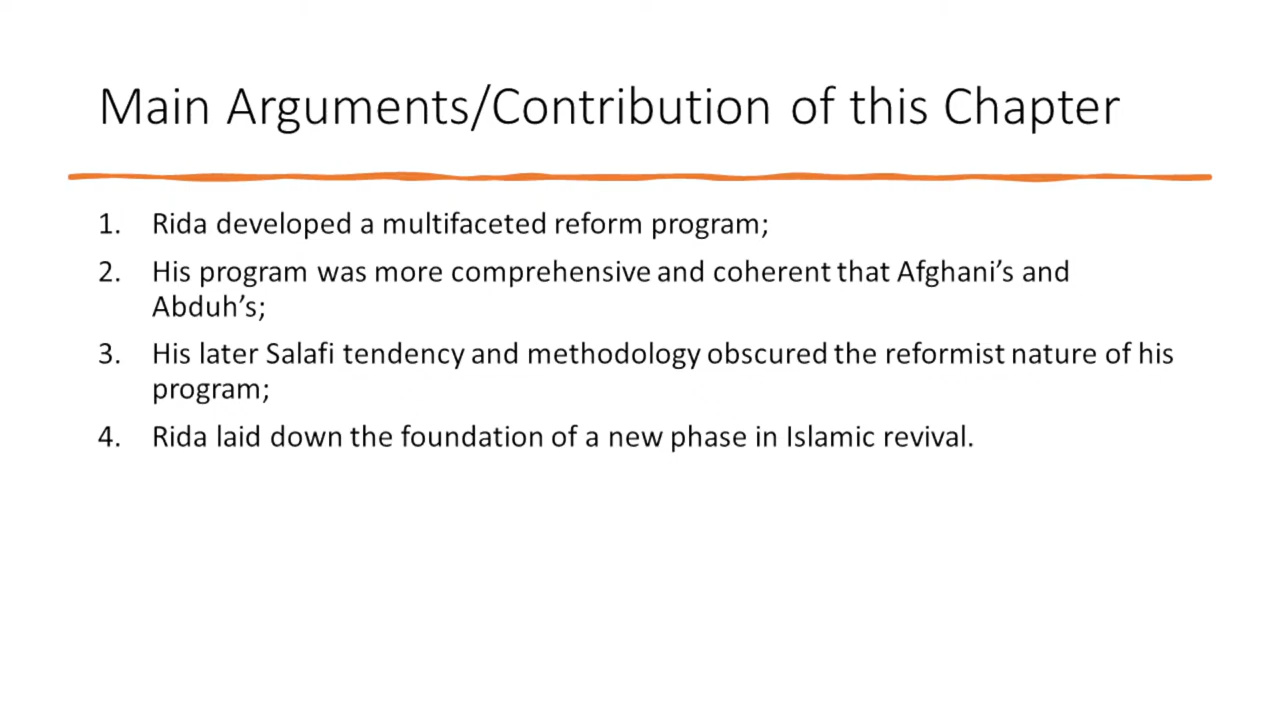 Main Arguments/Contribution of this Chapter
1. Rida developed a multifaceted reform program;
2. His program was more comprehensive and coherent that Afghani’s and
Abduh’s;
3. His later Salafi tendency and methodology obscured the reformist nature of his
program;
4. Rida laid down the foundation of a new phase in Islamic revival.